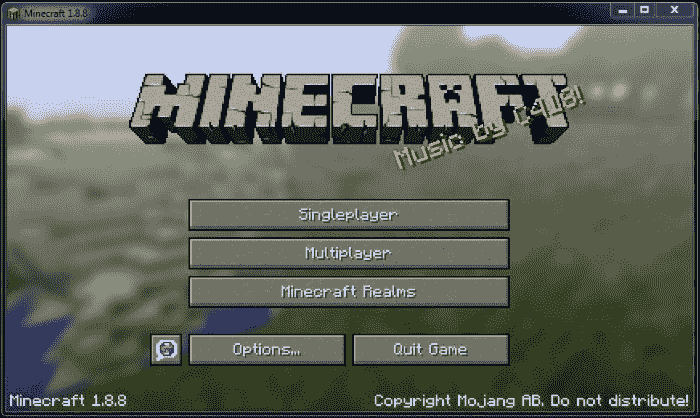 Minecraft 1.8.8
MINECRAFT
Music by C418!
Singleplayer
Multiplayer
Minecraft Realms
Options...
Quit Game
Minecraft 1.8.8
Copyright Mojang AB. Do not distribute!